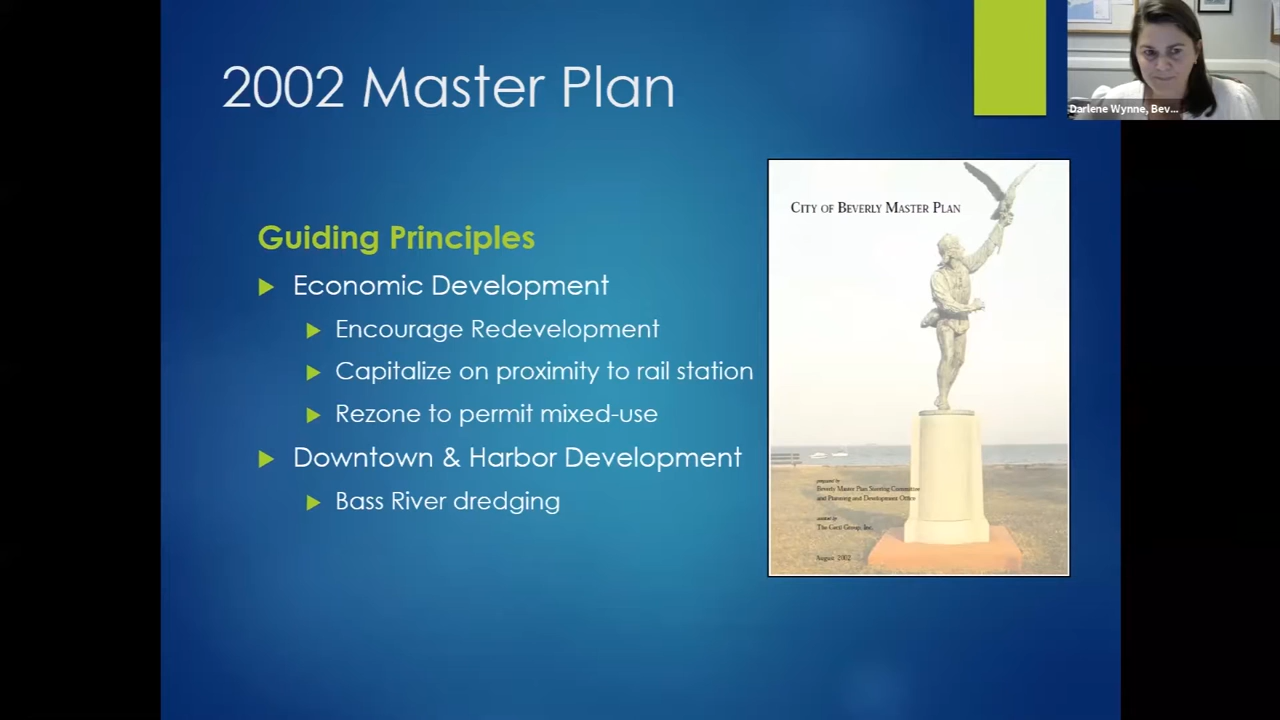 2002 Master Plan
Darlene Wynne, Bev...
CITY OF BEVERLY MASTER PLAN
Guiding Principles
Economic Development
Encourage Redevelopment
Capitalize on proximity to rail station
Rezone to permit mixed-use
Downtown & Harbor Development
Bass River dredging
prepared by
Beverly Master Plan Steering Committee
and Planning and Development Office
The Cecil Group, Inc.
August 2002